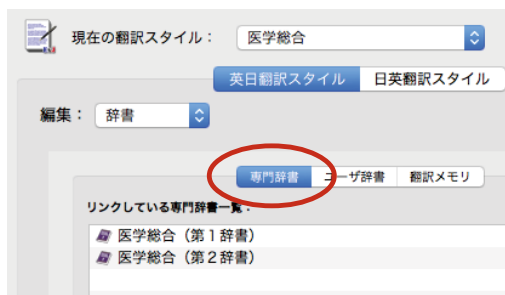 現在の翻訳スタイル： 医学総合
英日翻訳スタイル 日英翻訳スタイル
編集： 辞書
専門辞書 ユーザ辞書 翻訳メモリ
リンクしている専門辞書一覧：
医学総合（第１辞書）
医学総合（第２辞書）